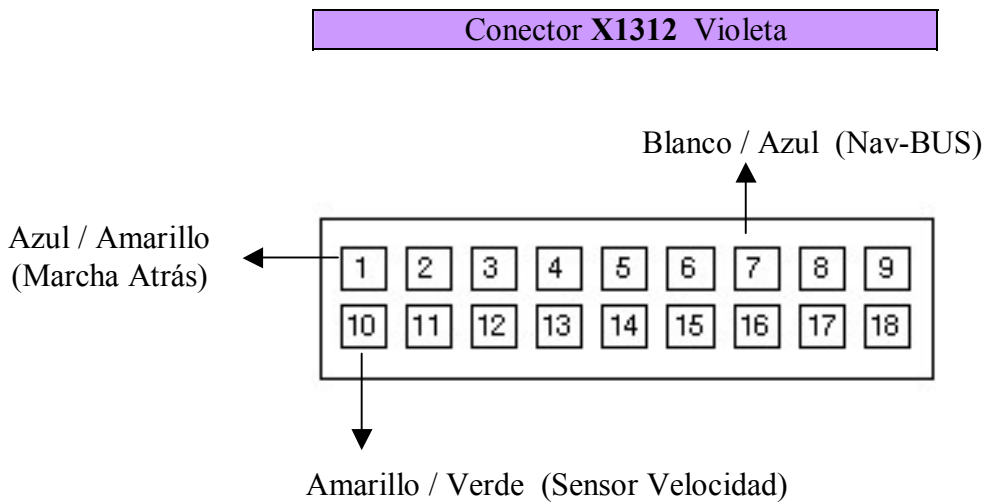 Conector X1312 Violeta
Blanco / Azul (Nav-BUS)
Azul / Amarillo
(Marcha Atrás)
1 2 3 4 5 6 7 8 9
10 11 12 13 14 15 16 17 18
Amarillo / Verde (Sensor Velocidad)